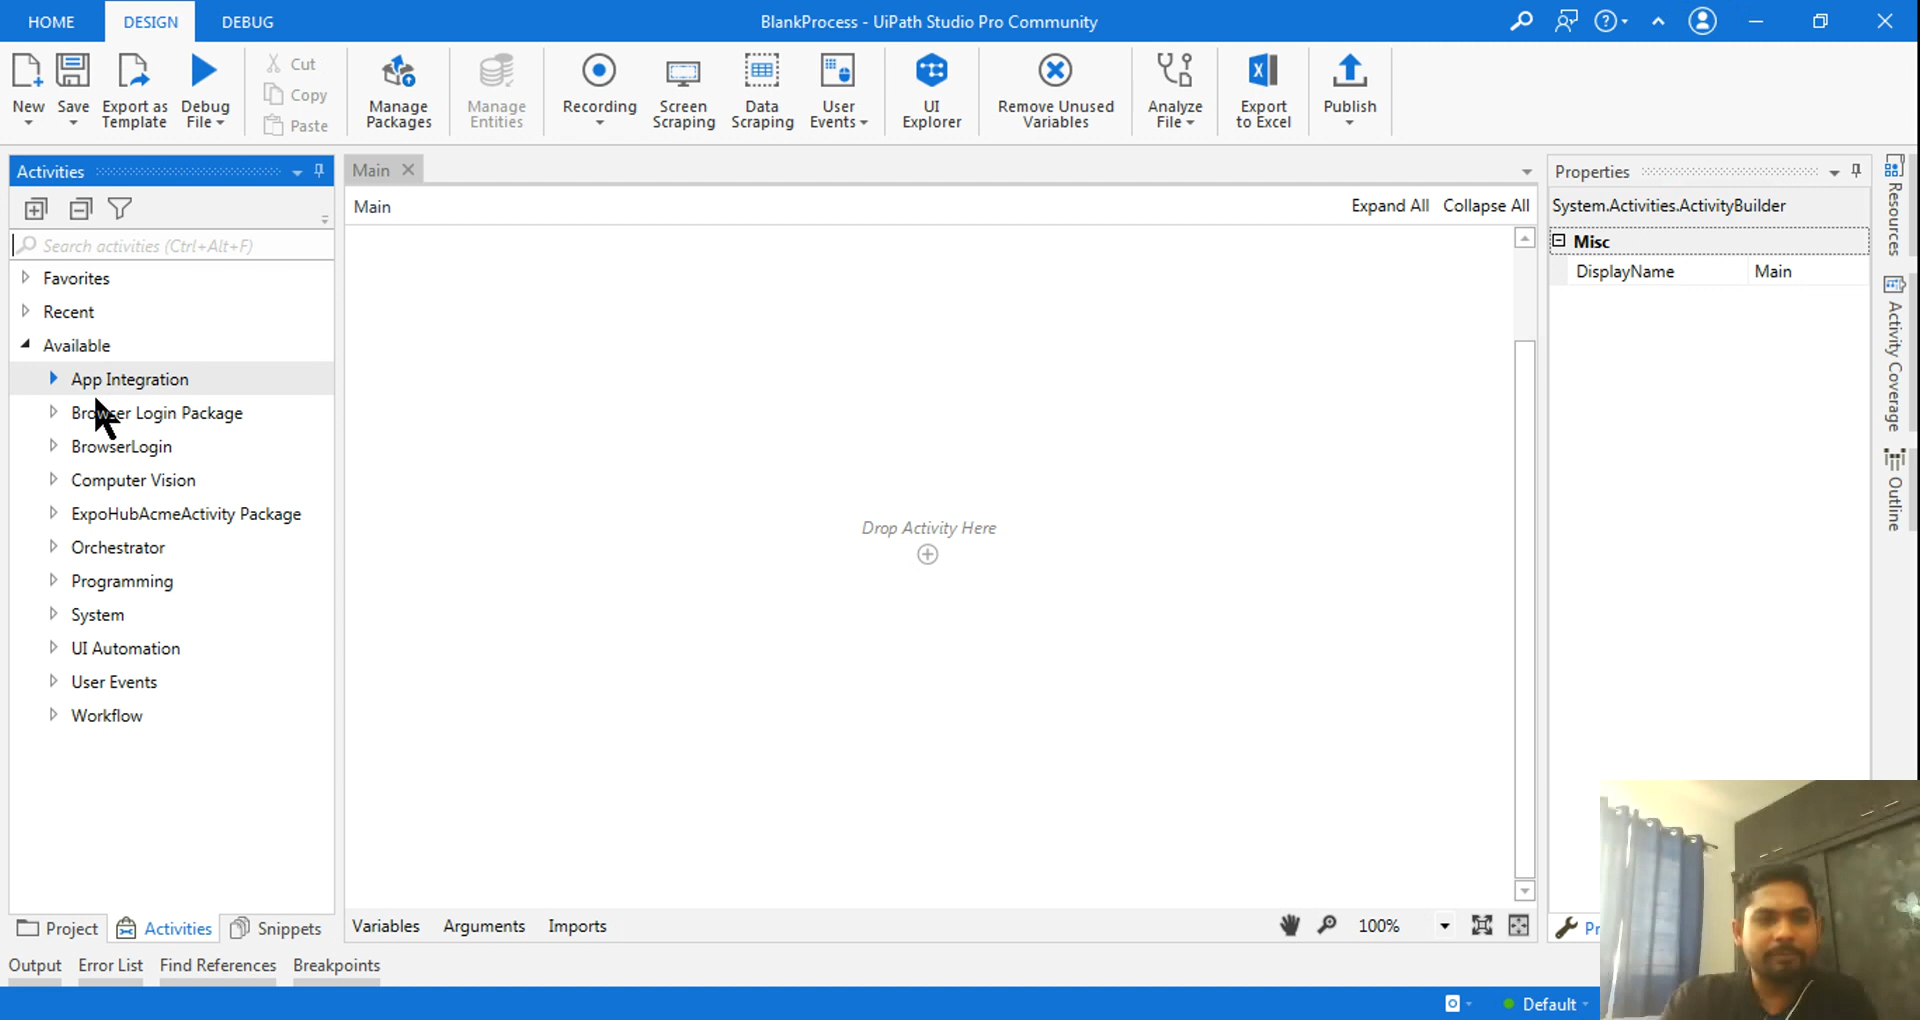 HOME DESIGN DEBUG BlankProcess - UiPath Studio Pro Community
New Save Export as Template Debug File Cut Copy Paste Manage Packages Manage Entities Recording Screen Scraping Data Scraping User Events UI Explorer Remove Unused Variables Analyze File Export to Excel Publish
Activities
Search activities (Ctrl+Alt+F)
Favorites
Recent
Available
App Integration
Browser Login Package
BrowserLogin
Computer Vision
ExpoHubAcmeActivity Package
Orchestrator
Programming
System
UI Automation
User Events
Workflow
Project Activities Snippets
Main
Main Expand All Collapse All
Drop Activity Here
Variables Arguments Imports 100%
Properties
System.Activities.ActivityBuilder
Misc
DisplayName Main
Pr
Resources
Activity Coverage
Outline
Output Error List Find References Breakpoints
Default